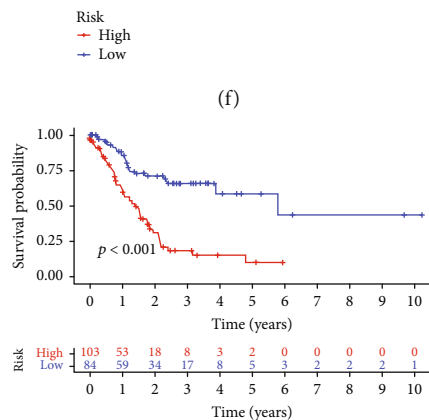 Risk
High
Low
(f)
Survival probability
1.00
0.75
0.50
0.25
0.00
p < 0.001
0 1 2 3 4 5 6 7 8 9 10
Time (years)
Risk
High 103 53 18 8 3 2 0 0 0 0 0
Low 84 59 34 17 8 5 3 2 2 2 1
0 1 2 3 4 5 6 7 8 9 10
Time (years)